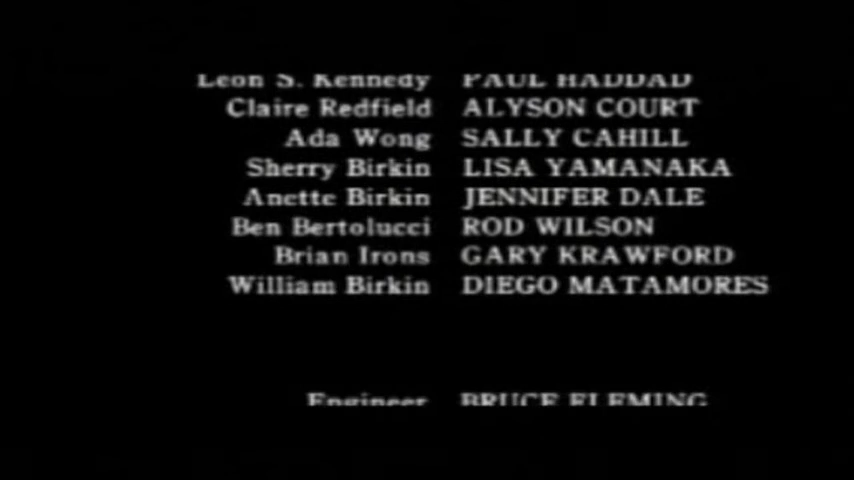 Leon S. Kennedy PAUL HADDAD
Claire Redfield ALYSON COURT
Ada Wong SALLY CAHILL
Sherry Birkin LISA YAMANAKA
Anette Birkin JENNIFER DALE
Ben Bertolucci ROD WILSON
Brian Irons GARY KRAWFORD
William Birkin DIEGO MATAMORES
Engineer BRUCE FLEMING